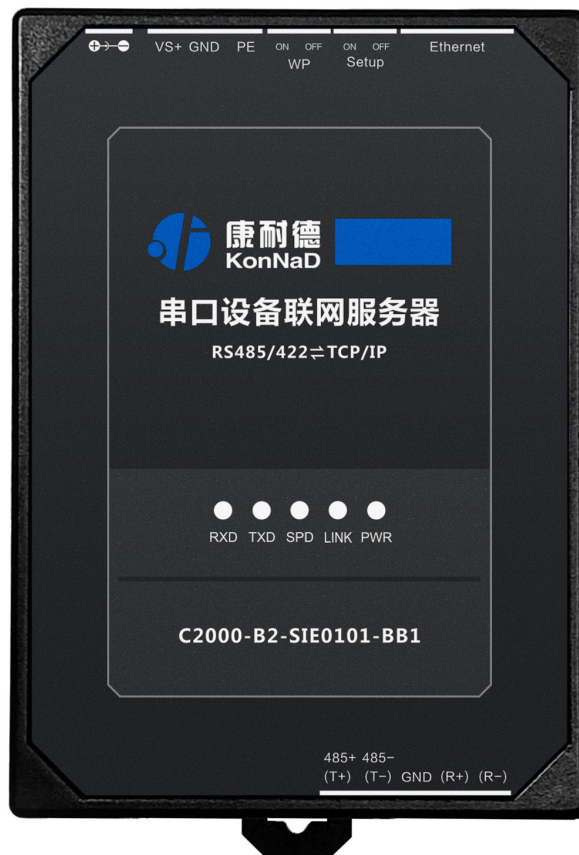 VS+ GND PE ON OFF ON OFF Ethernet
WP Setup
康耐德
KonNaD
串口设备联网服务器
RS485/422⇌TCP/IP
RXD TXD SPD LINK PWR
C2000-B2-SIE0101-BB1
485+ 485-
(T+) (T-) GND (R+) (R-)